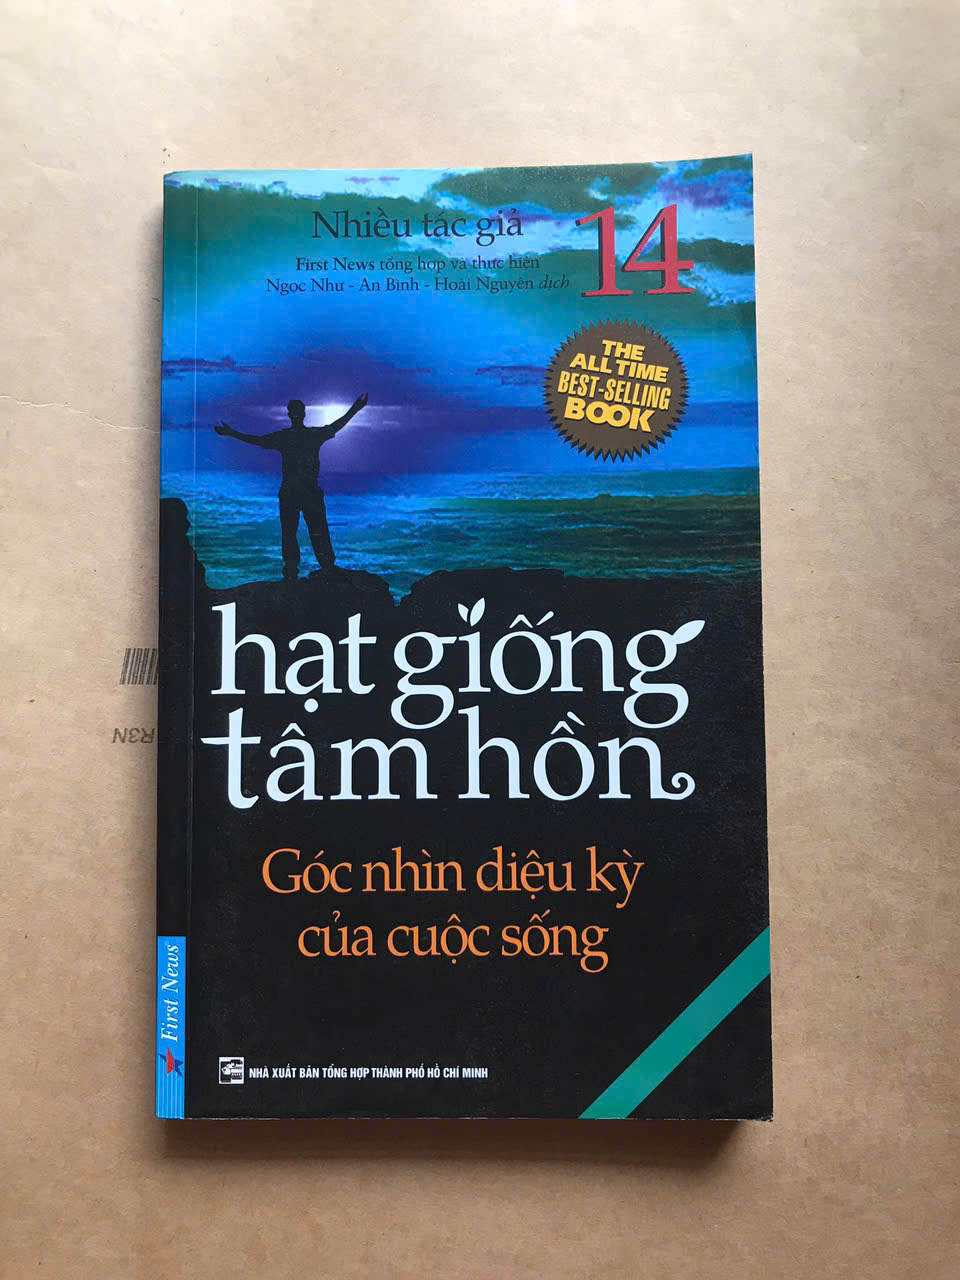 Nhiều tác giả
14
First News tổng hợp và thực hiện
Ngọc Như - An Bình - Hoài Nguyên dịch
THE
ALL TIME
BEST-SELLING
BOOK
hạt giống
tâm hồn
Góc nhìn diệu kỳ
của cuộc sống
First News
NHÀ XUẤT BẢN TỔNG HỢP THÀNH PHỐ HỒ CHÍ MINH
R3N